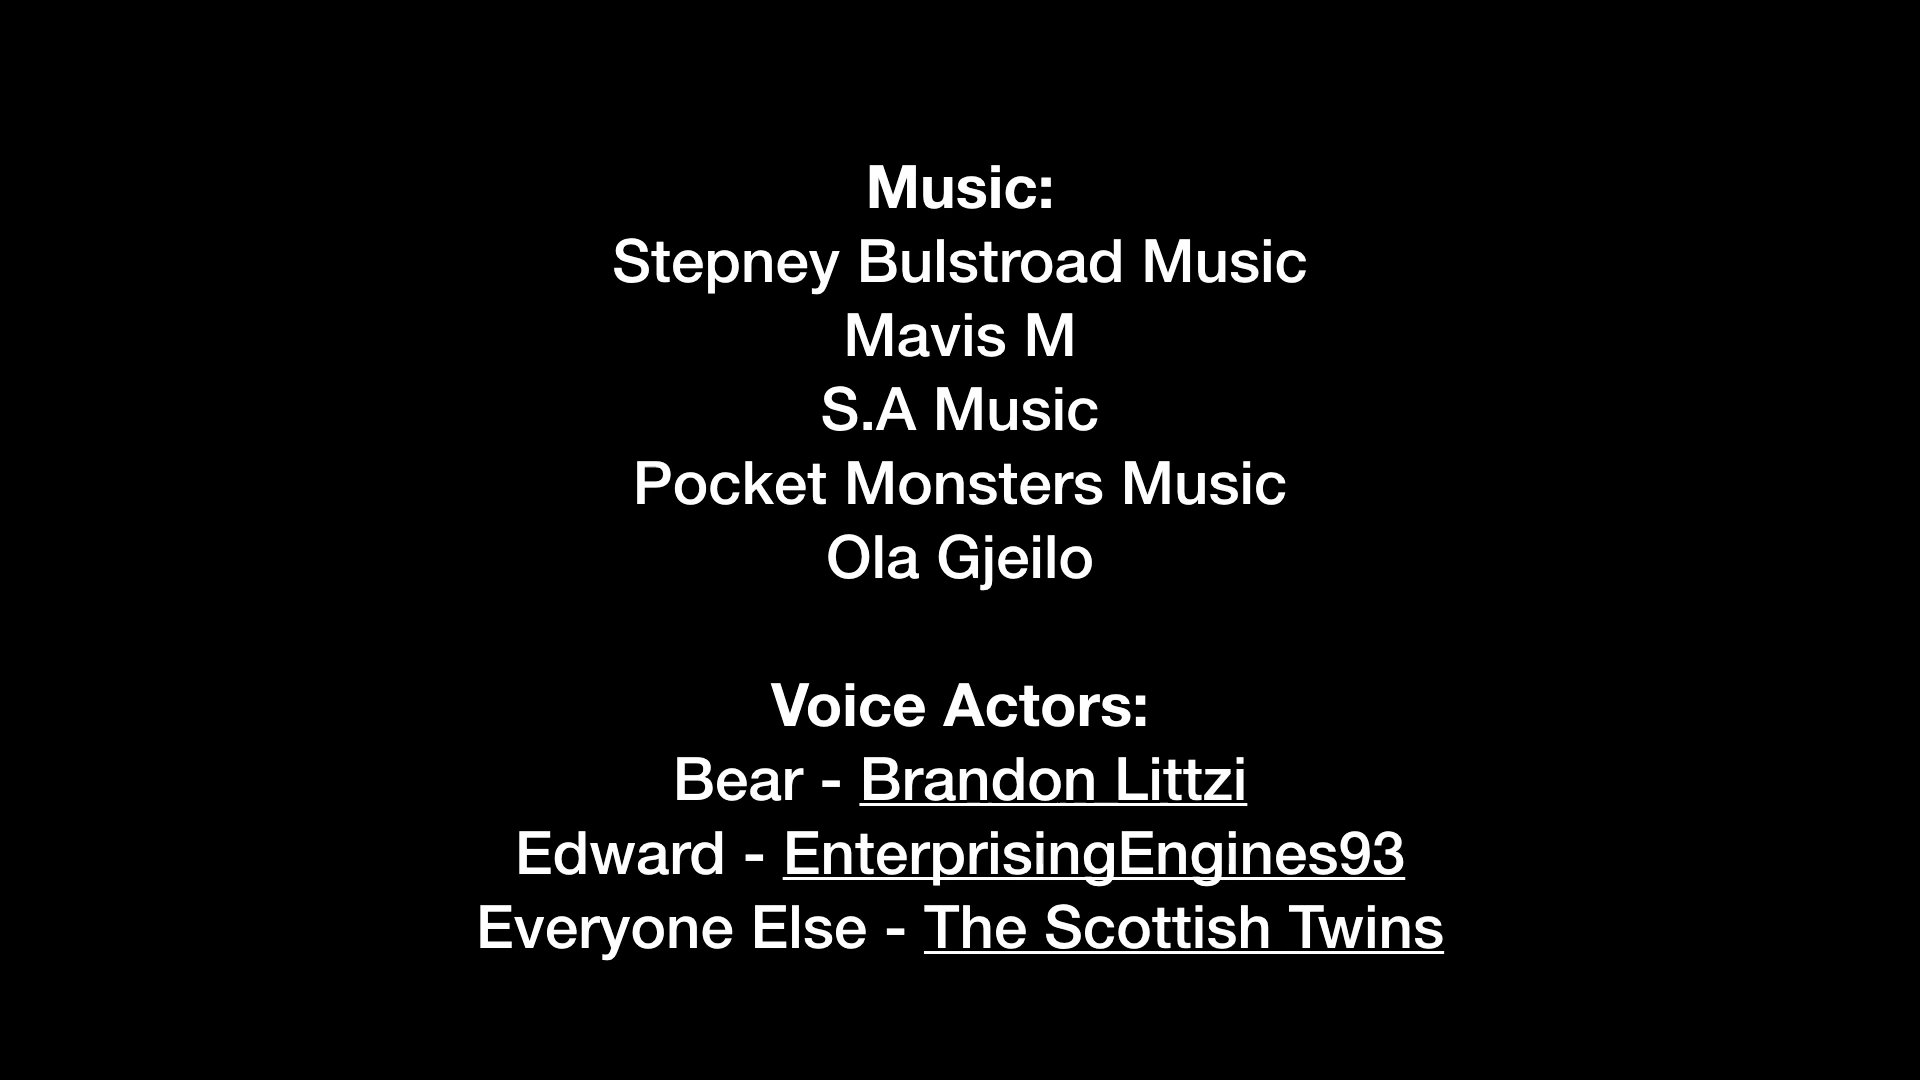 Music:
Stepney Bulstroad Music
Mavis M
S.A Music
Pocket Monsters Music
Ola Gjeilo
Voice Actors:
Bear - Brandon Littzi
Edward - EnterprisingEngines93
Everyone Else - The Scottish Twins